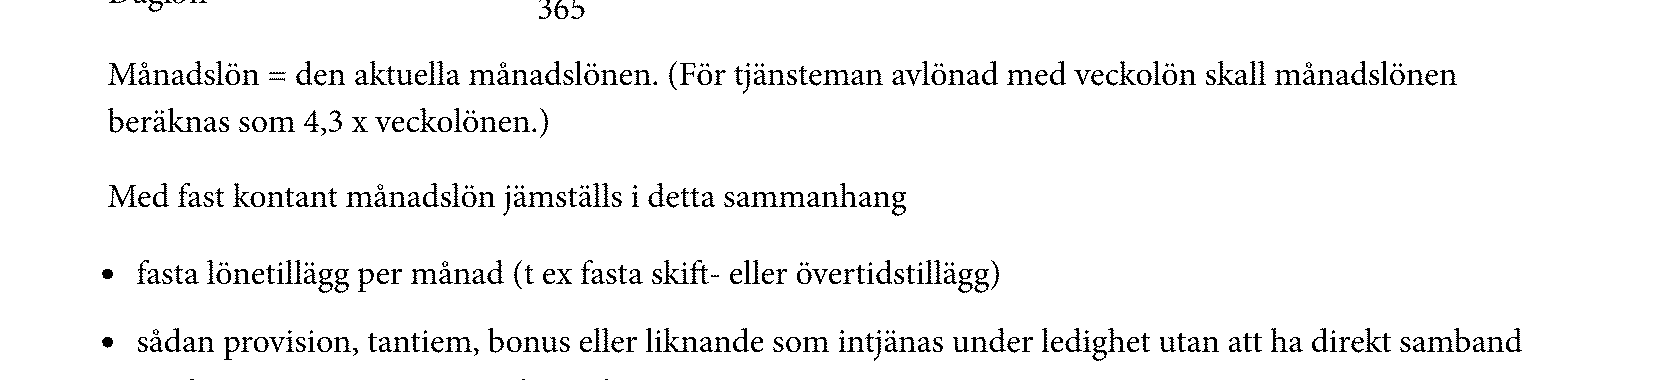 365
Månadslön = den aktuella månadslönen. (För tjänsteman avlönad med veckolön skall månadslönen
beräknas som 4,3 x veckolönen.)
Med fast kontant månadslön jämställs i detta sammanhang
• fasta lönetillägg per månad (t ex fasta skift- eller övertidstillägg)
• sådan provision, tantiem, bonus eller liknande som intjänas under ledighet utan att ha direkt samband